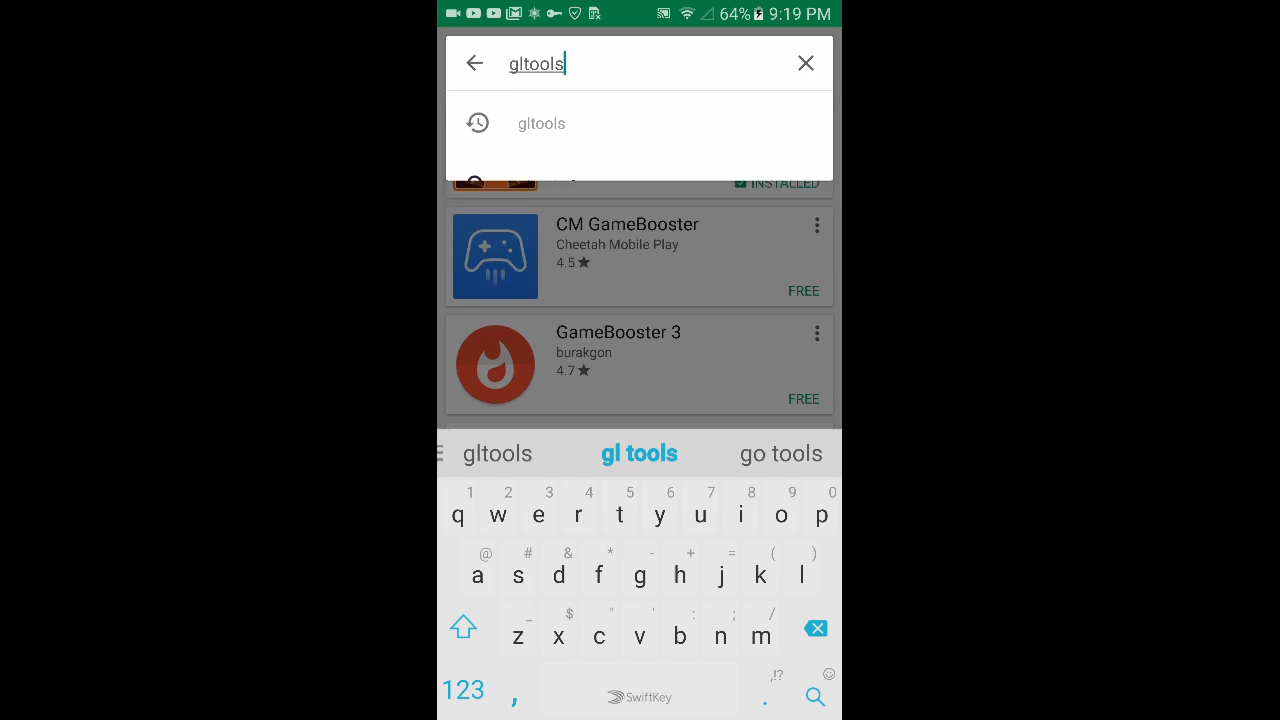 64% 9:19 PM
gltools
gltools
INSTALLED
CM GameBooster
Cheetah Mobile Play
4.5★
FREE
GameBooster 3
burakgon
4.7★
FREE
gltools gl tools go tools
1 2 3 4 5 6 7 8 9 0
q w e r t y u i o p
@ # & * - + = ( )
a s d f g h j k l
_ $ " ' : ; /
z x c v b n m
,!?
123 , SwiftKey .